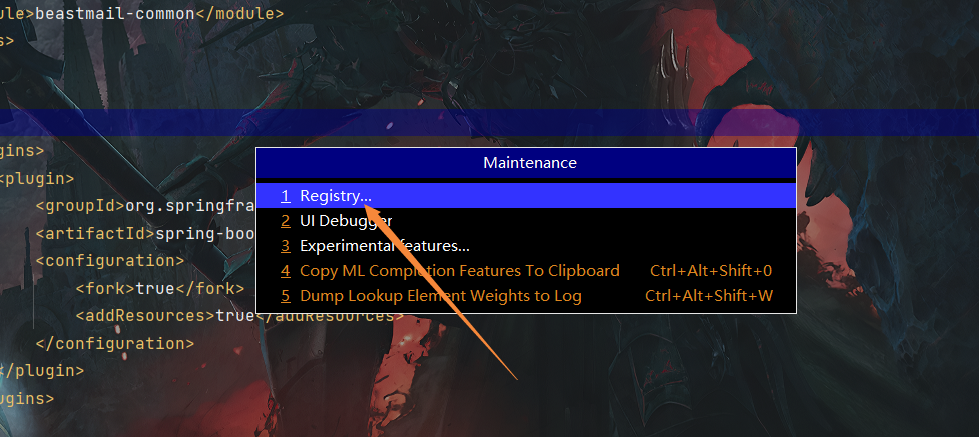 ule>beastmail-common</module>
s>
gins>
<plugin>
<groupId>org.springfra
<artifactId>spring-boo
<configuration>
<fork>true</fork>
<addResources>true</addResources>
</configuration>
</plugin>
ugins>
Maintenance
1 Registry...
2 UI Debugger
3 Experimental features...
4 Copy ML Completion Features To Clipboard Ctrl+Alt+Shift+0
5 Dump Lookup Element Weights to Log Ctrl+Alt+Shift+W